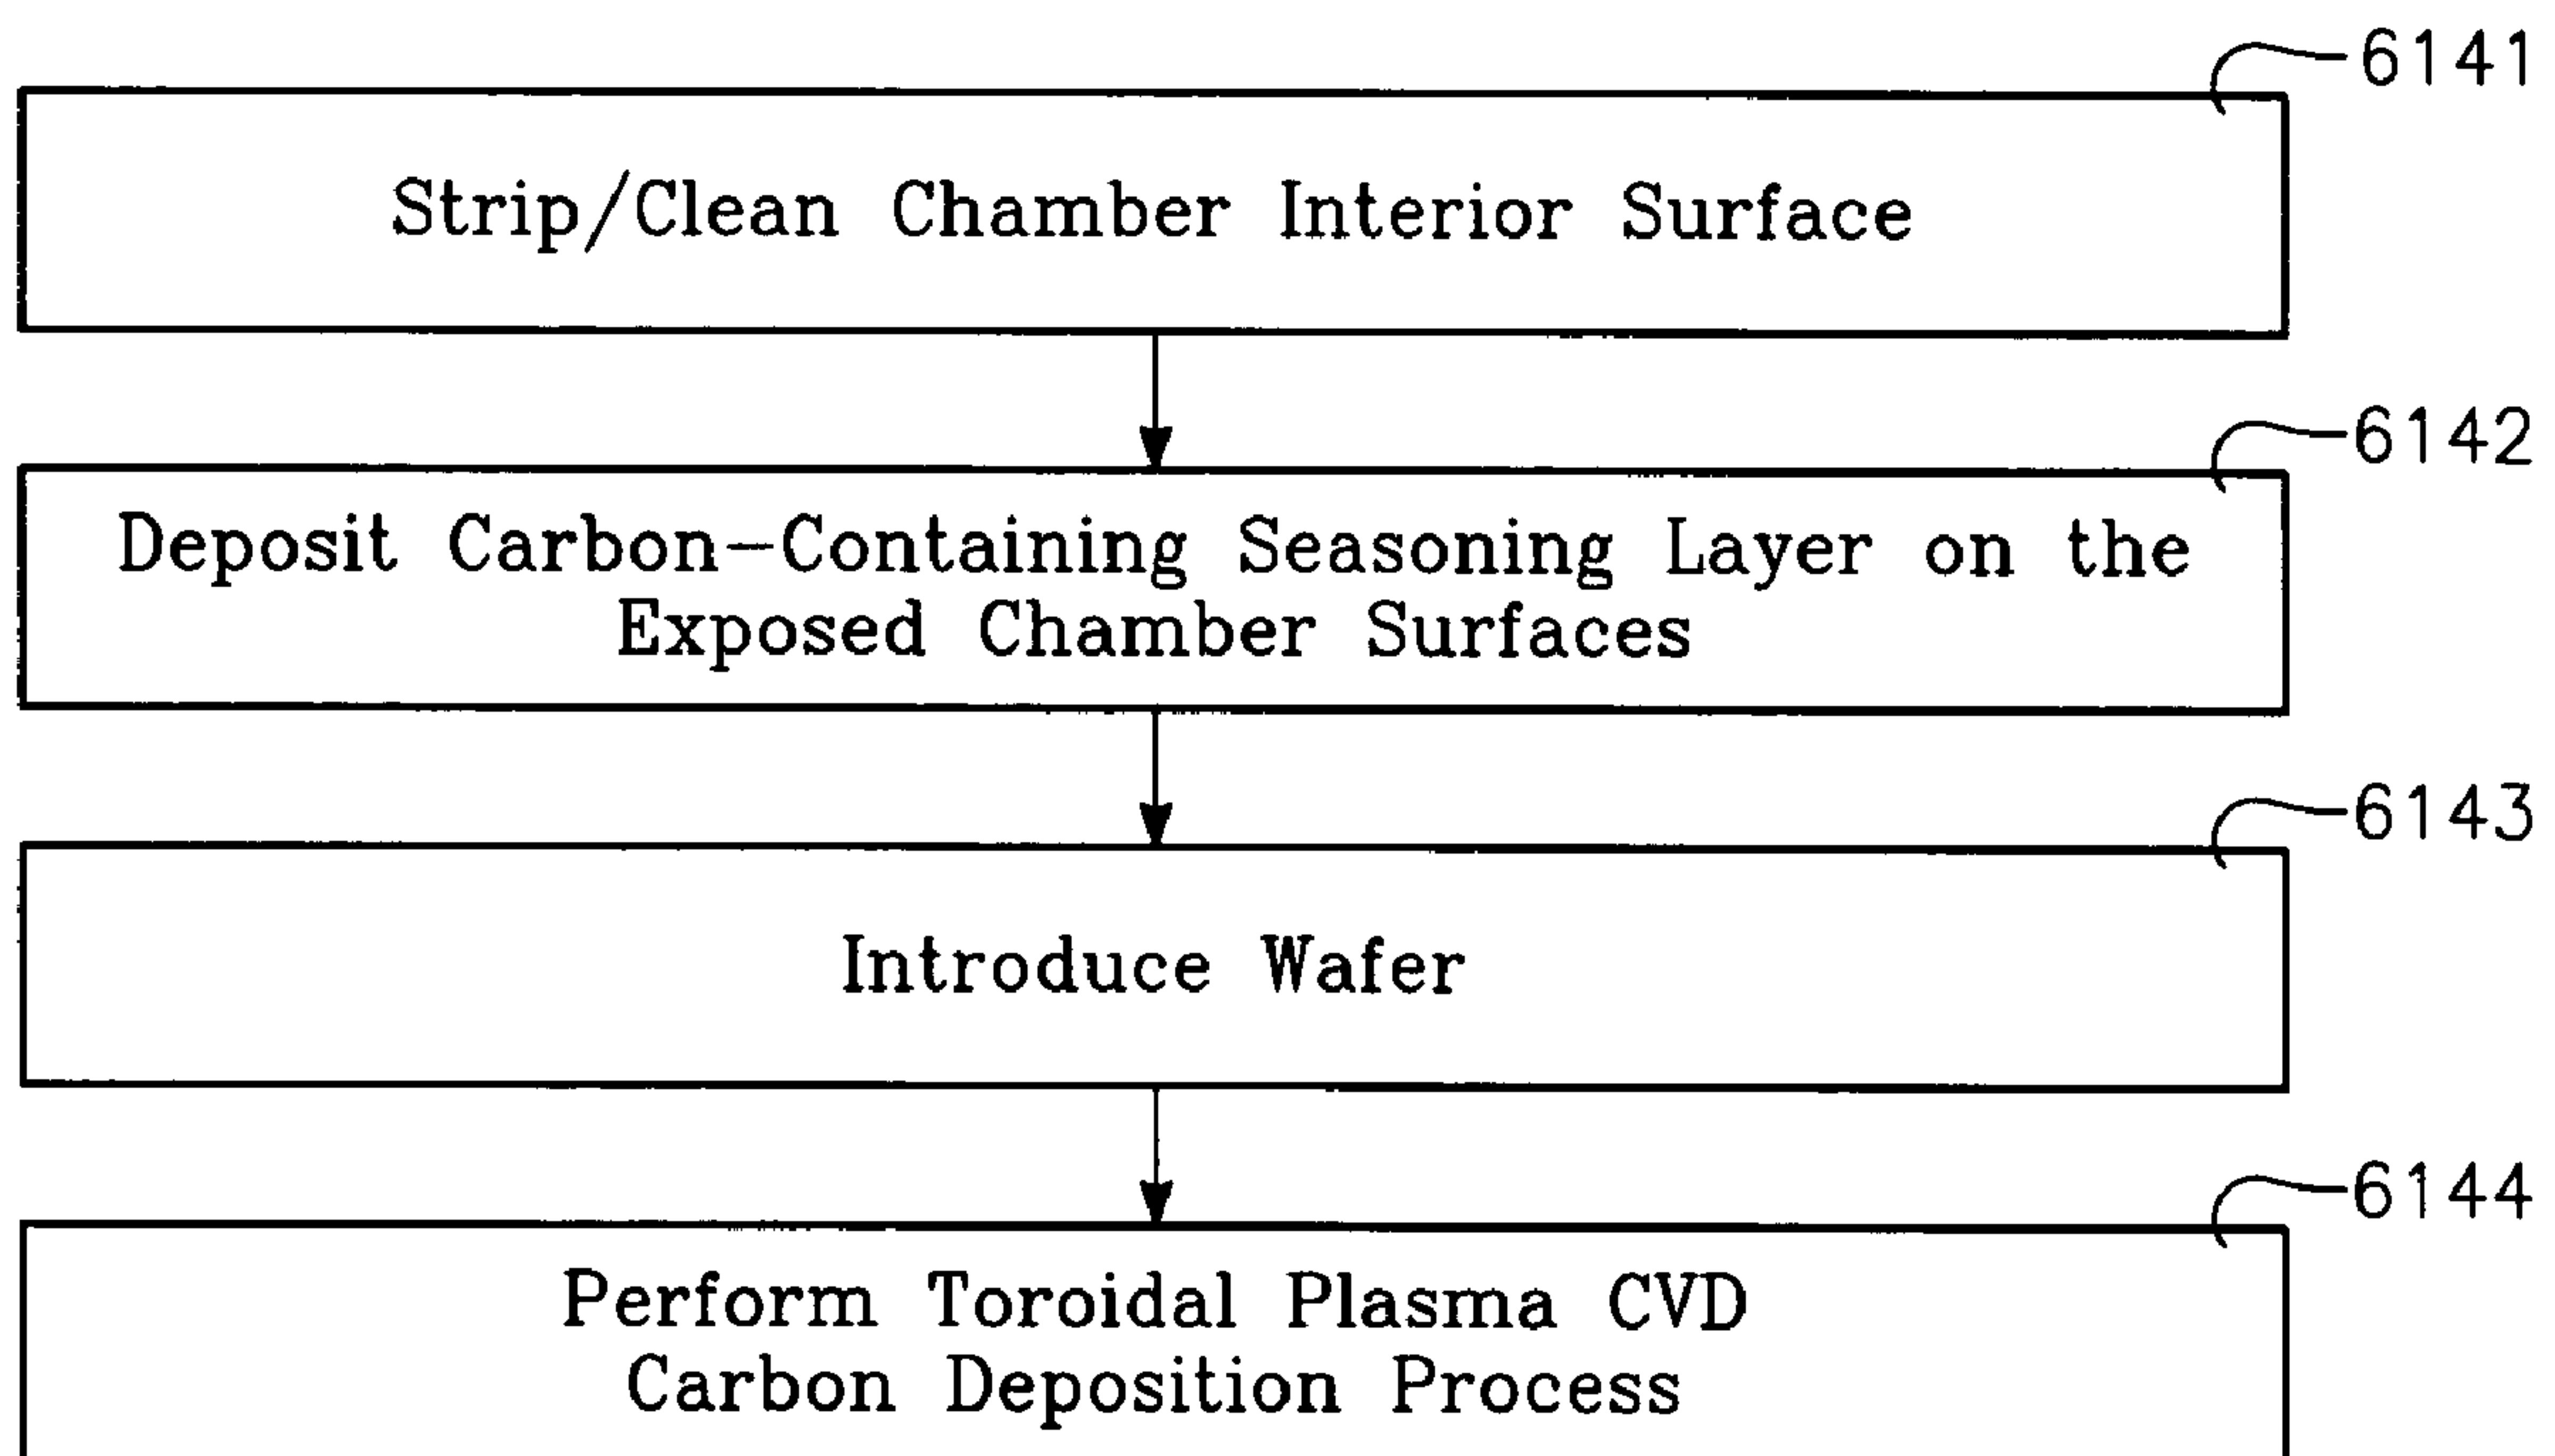 6141
Strip/Clean Chamber Interior Surface
6142
Deposit Carbon-Containing Seasoning Layer on the
Exposed Chamber Surfaces
6143
Introduce Wafer
6144
Perform Toroidal Plasma CVD
Carbon Deposition Process